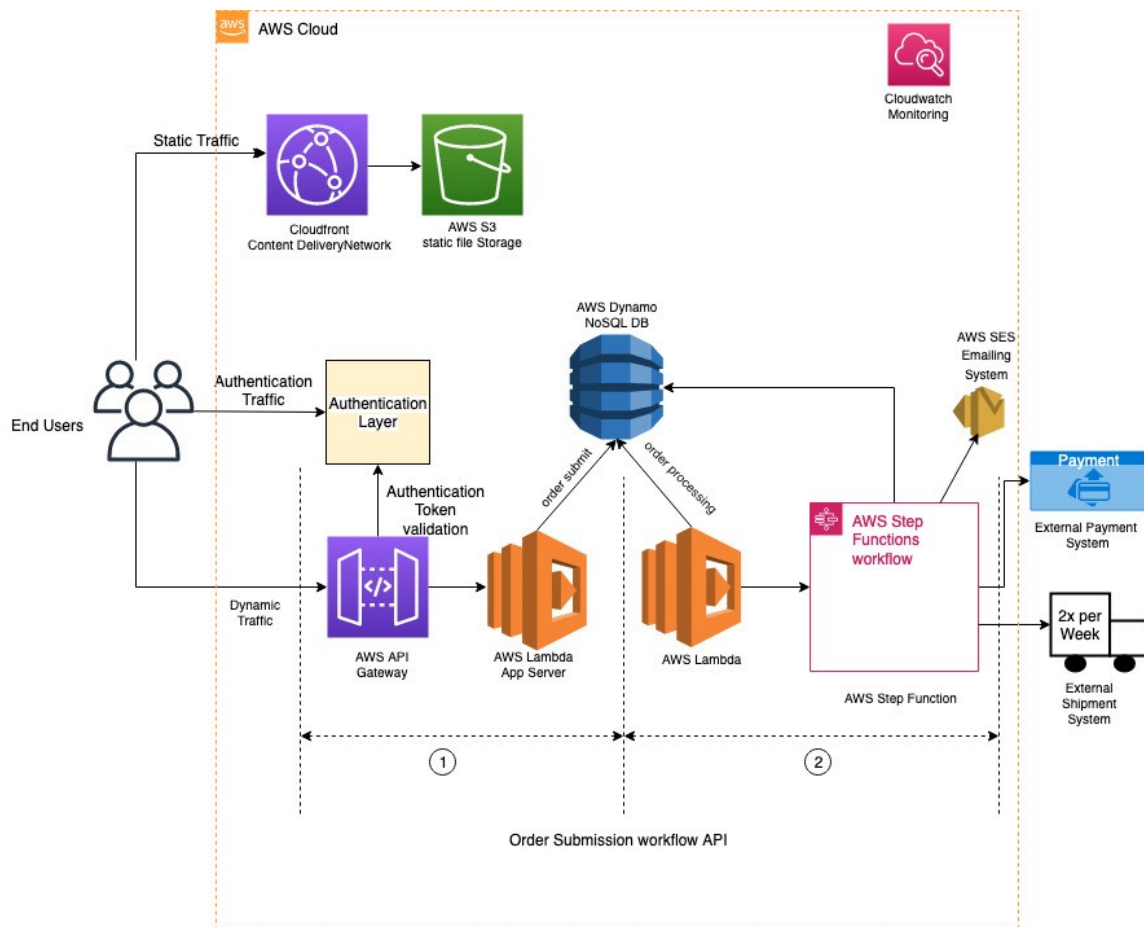 aws
AWS Cloud
Cloudwatch
Monitoring
Static Traffic
Cloudfront
Content DeliveryNetwork
AWS S3
static file Storage
AWS Dynamo
NoSQL DB
AWS SES
Emailing
System
End Users
Authentication
Traffic
Authentication
Layer
Authentication
Token
validation
order submit
order processing
AWS Step
Functions
workflow
Payment
External Payment
System
Dynamic
Traffic
</>
AWS API
Gateway
AWS Lambda
App Server
AWS Lambda
AWS Step Function
2x per
Week
External
Shipment
System
1
2
Order Submission workflow API